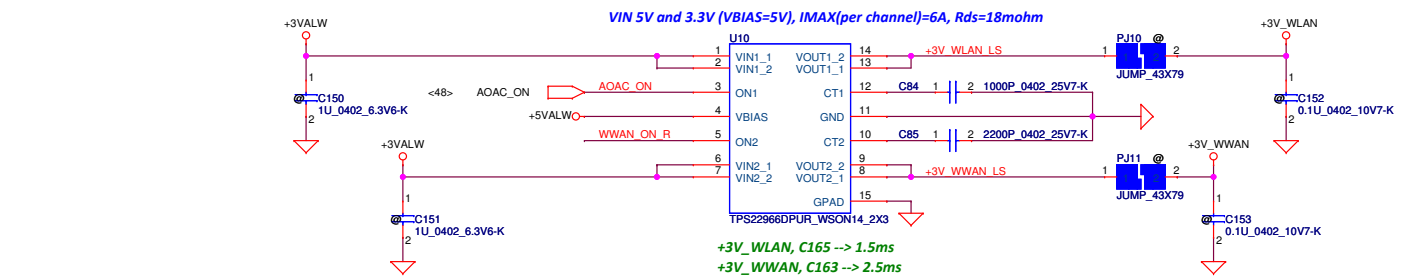 VIN 5V and 3.3V (VBIAS=5V), IMAX(per channel)=6A, Rds=18mohm
+3VALW
1
@ C150
1U_0402_6.3V6-K
2
<48> AOAC_ON
AOAC_ON
+5VALW
WWAN_ON_R
+3VALW
1
@ C151
1U_0402_6.3V6-K
2
U10
1 VIN1_1 VOUT1_2 14
2 VIN1_2 VOUT1_1 13
3 ON1 CT1 12
4 VBIAS GND 11
5 ON2 CT2 10
6 VIN2_1 VOUT2_2 9
7 VIN2_2 VOUT2_1 8
GPAD 15
TPS22966DPUR_WSON14_2X3
+3V_WLAN_LS
C84 1 2 1000P_0402_25V7-K
C85 1 2 2200P_0402_25V7-K
+3V_WWAN_LS
PJ10 @
1 1 2 2
JUMP_43X79
+3V_WLAN
1
@ C152
0.1U_0402_10V7-K
2
PJ11 @
1 1 2 2
JUMP_43X79
+3V_WWAN
1
@ C153
0.1U_0402_10V7-K
2
+3V_WLAN, C165 --> 1.5ms
+3V_WWAN, C163 --> 2.5ms